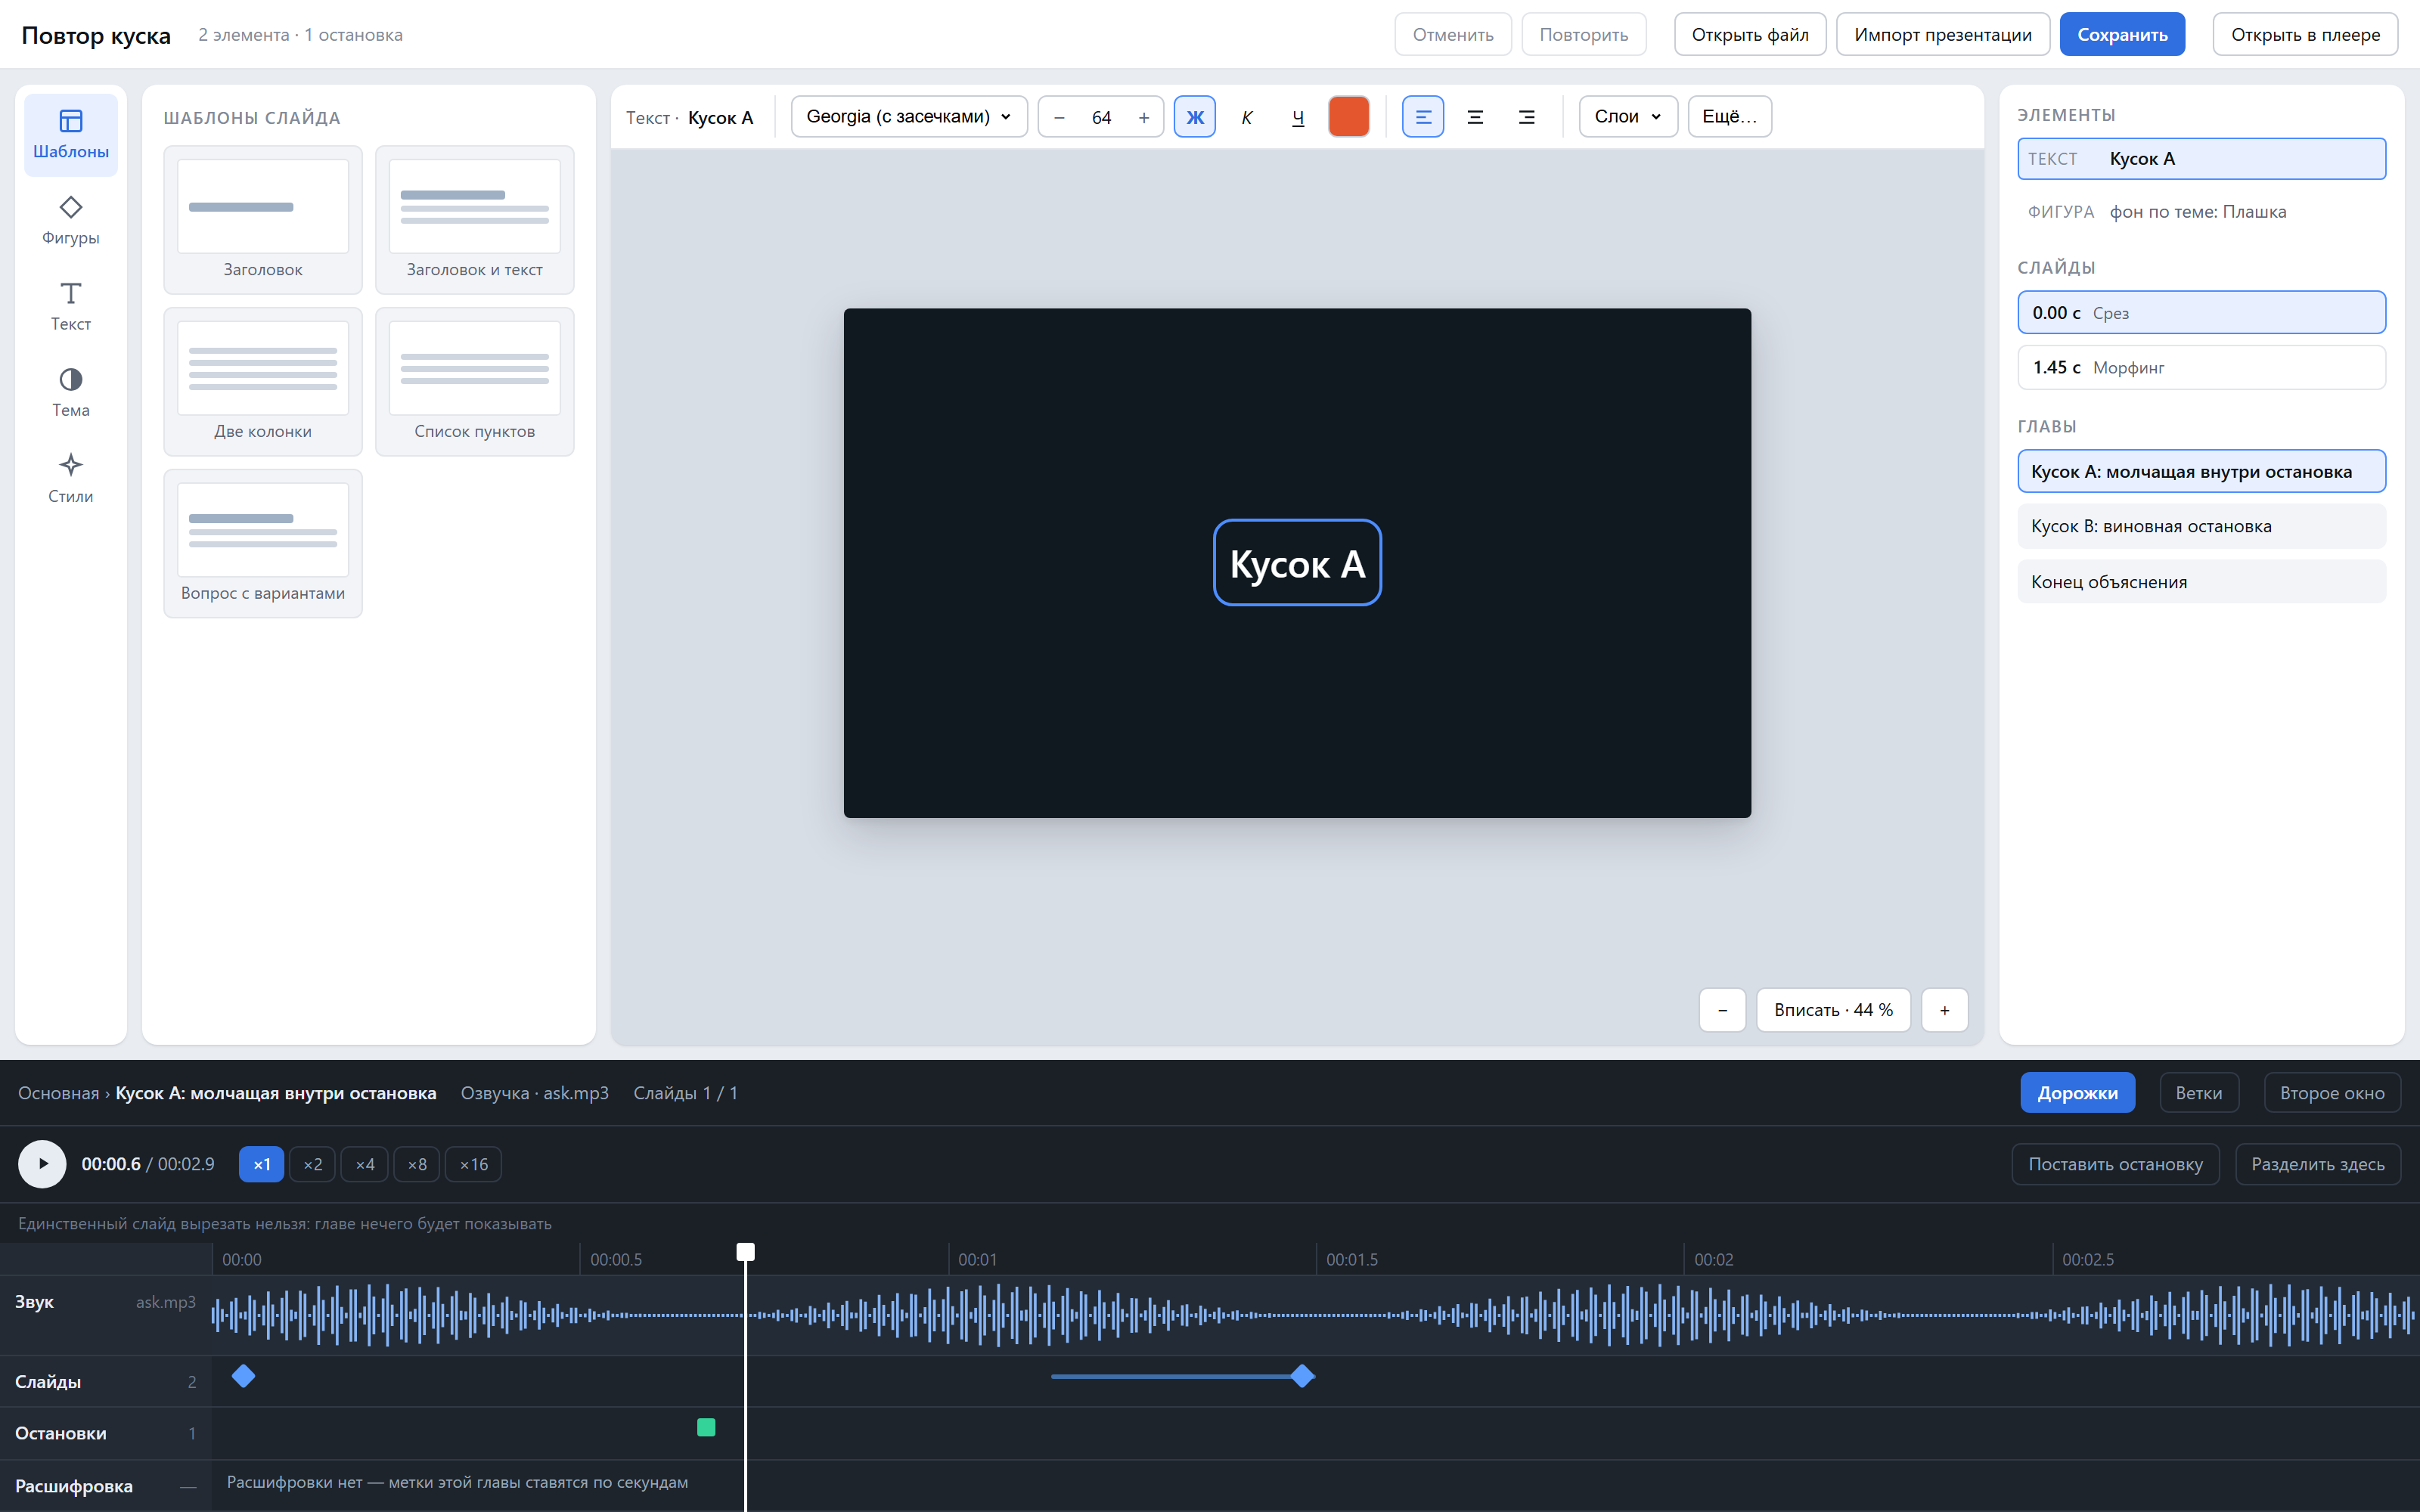 Повтор куска 2 элемента · 1 остановка Отменить Повторить Открыть файл Импорт презентации Сохранить Открыть в плеере
Шаблоны
Фигуры
Текст
Тема
Стили
ШАБЛОНЫ СЛАЙДА
Заголовок Заголовок и текст
Две колонки Список пунктов
Вопрос с вариантами
Текст · Кусок А Georgia (с засечками) − 64 + Ж К Ч Слои Ещё...
Кусок А
− Вписать · 44 % +
ЭЛЕМЕНТЫ
ТЕКСТ Кусок А
ФИГУРА фон по теме: Плашка
СЛАЙДЫ
0.00 с Срез
1.45 с Морфинг
ГЛАВЫ
Кусок А: молчащая внутри остановка
Кусок В: виновная остановка
Конец объяснения
Основная › Кусок А: молчащая внутри остановка Озвучка · ask.mp3 Слайды 1 / 1 Дорожки Ветки Второе окно
00:00.6 / 00:02.9 ×1 ×2 ×4 ×8 ×16 Поставить остановку Разделить здесь
Единственный слайд вырезать нельзя: главе нечего будет показывать
00:00 00:00.5 00:01 00:01.5 00:02 00:02.5
Звук ask.mp3
Слайды 2
Остановки 1
Расшифровка — Расшифровки нет — метки этой главы ставятся по секундам